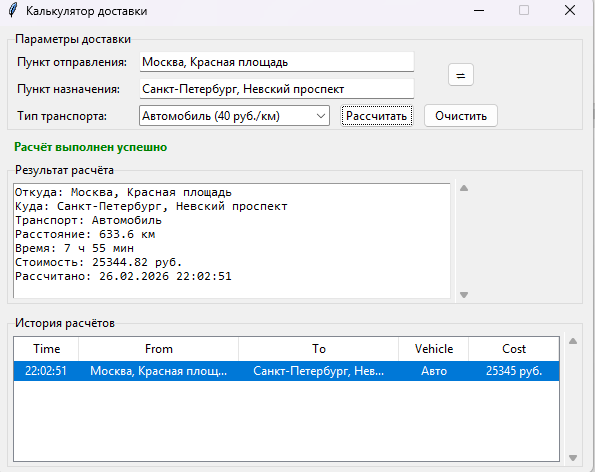 Калькулятор доставки
Параметры доставки
Пункт отправления: Москва, Красная площадь
=
Пункт назначения: Санкт-Петербург, Невский проспект
Тип транспорта: Автомобиль (40 руб./км) Рассчитать Очистить
Расчёт выполнен успешно
Результат расчёта
Откуда: Москва, Красная площадь
Куда: Санкт-Петербург, Невский проспект
Транспорт: Автомобиль
Расстояние: 633.6 км
Время: 7 ч 55 мин
Стоимость: 25344.82 руб.
Рассчитано: 26.02.2026 22:02:51
История расчётов
Time From To Vehicle Cost
22:02:51 Москва, Красная площ... Санкт-Петербург, Нев... Авто 25345 руб.